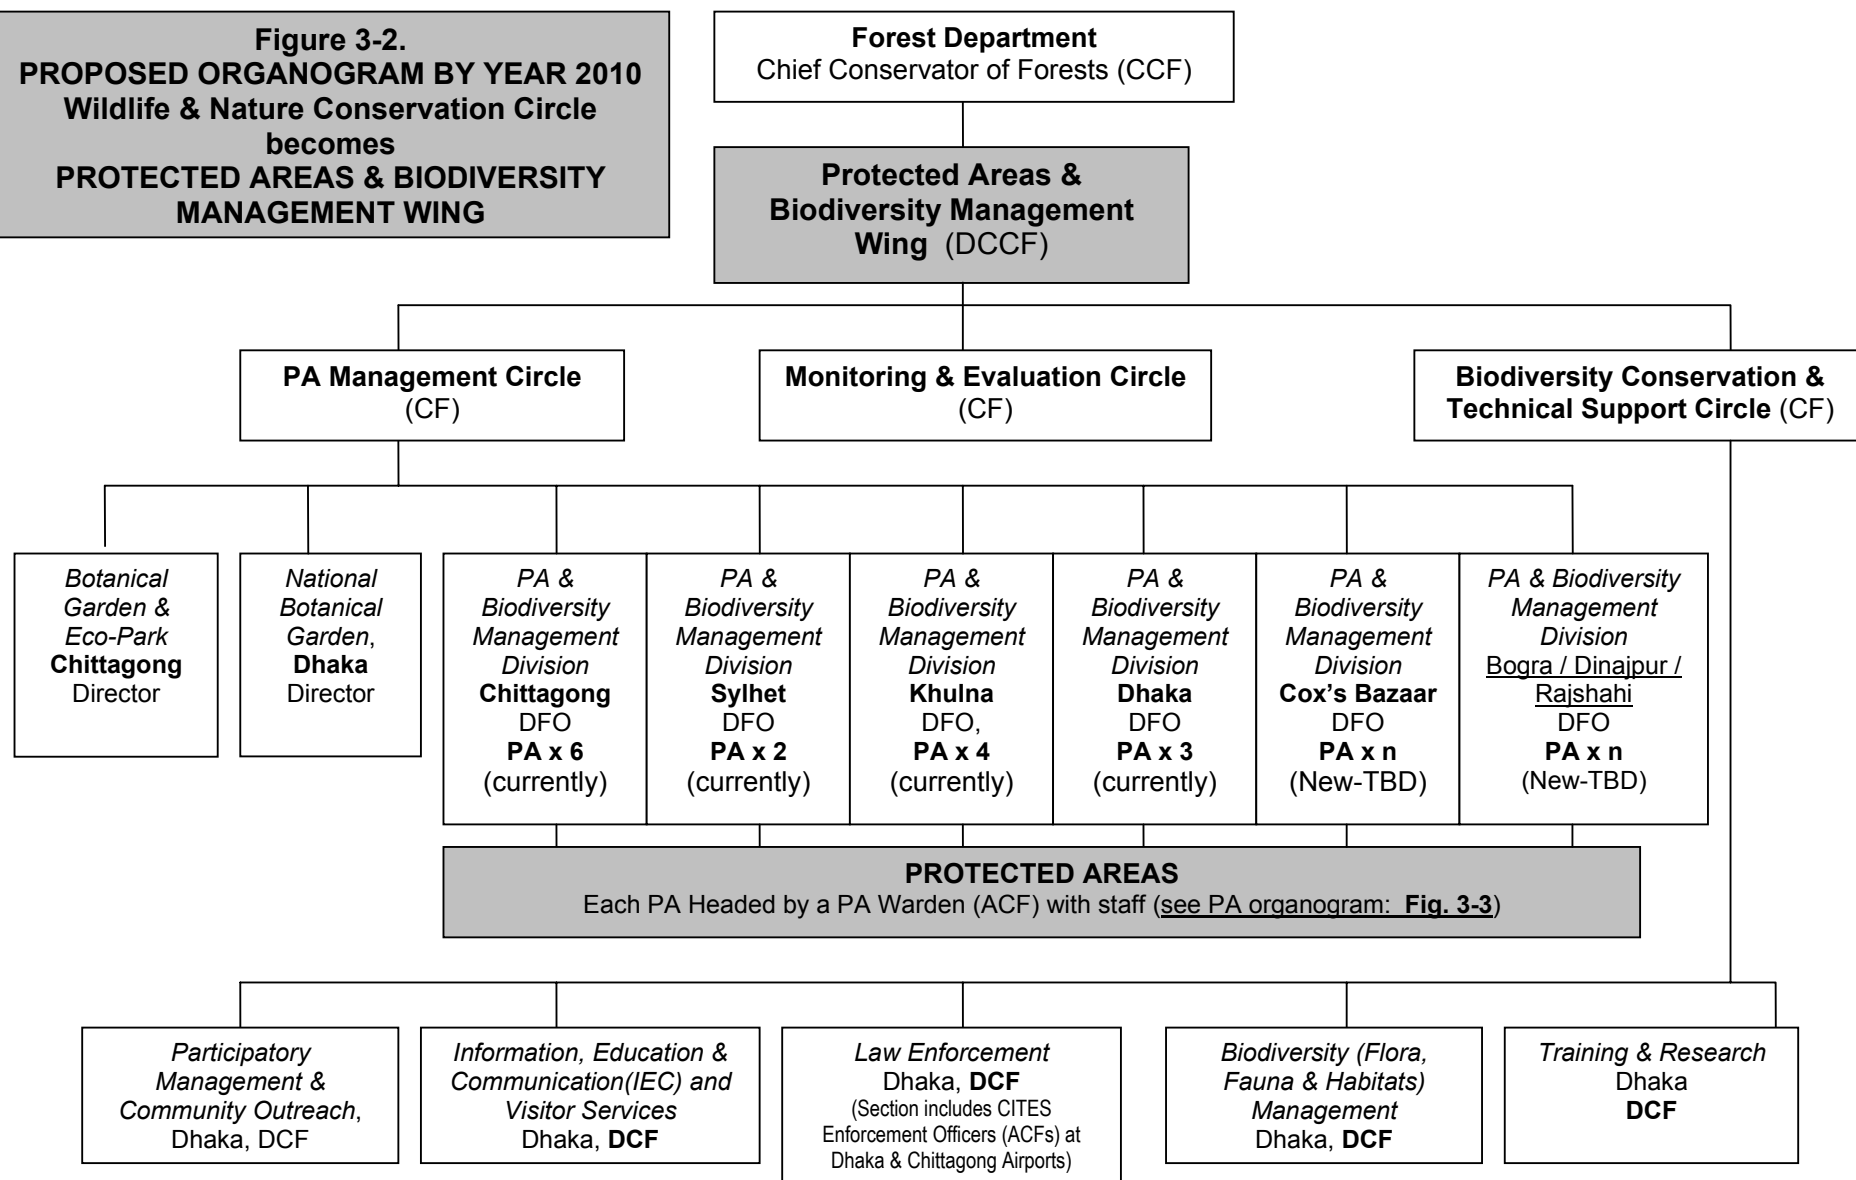 Figure 3-2.
PROPOSED ORGANOGRAM BY YEAR 2010
Wildlife & Nature Conservation Circle
becomes
PROTECTED AREAS & BIODIVERSITY
MANAGEMENT WING
Forest Department
Chief Conservator of Forests (CCF)
Protected Areas &
Biodiversity Management
Wing (DCCF)
PA Management Circle
(CF)
Monitoring & Evaluation Circle
(CF)
Biodiversity Conservation &
Technical Support Circle (CF)
Botanical
Garden &
Eco-Park
Chittagong
Director
National
Botanical
Garden,
Dhaka
Director
PA &
Biodiversity
Management
Division
Chittagong
DFO
PA x 6
(currently)
PA &
Biodiversity
Management
Division
Sylhet
DFO
PA x 2
(currently)
PA &
Biodiversity
Management
Division
Khulna
DFO,
PA x 4
(currently)
PA &
Biodiversity
Management
Division
Dhaka
DFO
PA x 3
(currently)
PA &
Biodiversity
Management
Division
Cox's Bazaar
DFO
PA x n
(New-TBD)
PA & Biodiversity
Management
Division
Bogra / Dinajpur /
Rajshahi
DFO
PA x n
(New-TBD)
PROTECTED AREAS
Each PA Headed by a PA Warden (ACF) with staff (see PA organogram: Fig. 3-3)
Participatory
Management &
Community Outreach,
Dhaka, DCF
Information, Education &
Communication(IEC) and
Visitor Services
Dhaka, DCF
Law Enforcement
Dhaka, DCF
(Section includes CITES
Enforcement Officers (ACFs) at
Dhaka & Chittagong Airports)
Biodiversity (Flora,
Fauna & Habitats)
Management
Dhaka, DCF
Training & Research
Dhaka
DCF